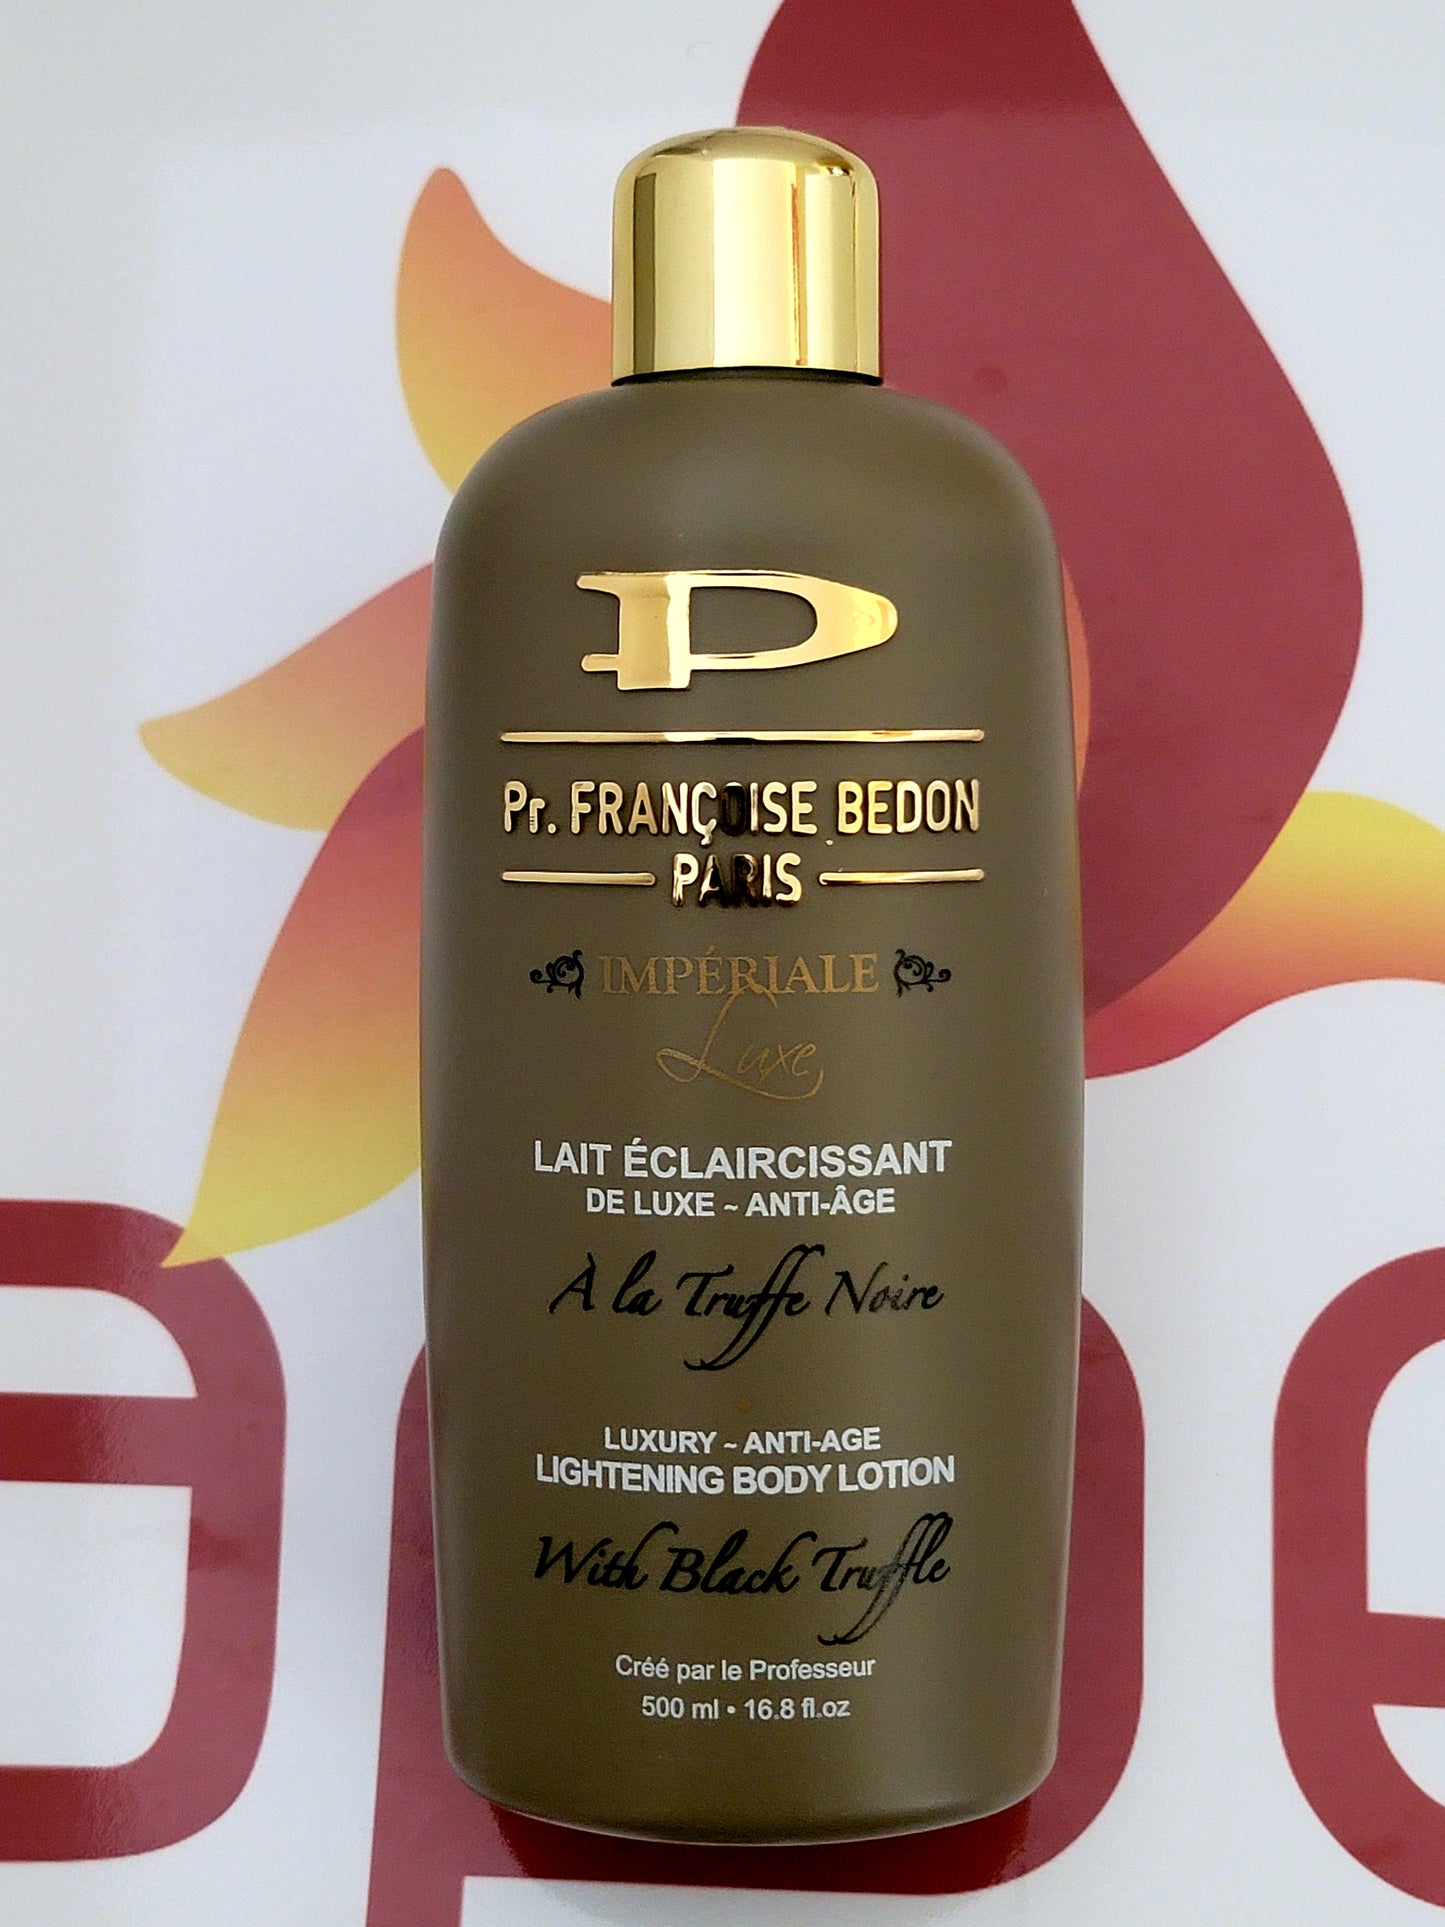 P
Pr. FRANÇOISE BEDON
PARIS
IMPÉRIALE
Luxe
LAIT ÉCLAIRCISSANT
DE LUXE ~ ANTI-ÂGE
À la Truffe Noire
LUXURY ~ ANTI-AGE
LIGHTENING BODY LOTION
With Black Truffle
Créé par le Professeur
500 ml • 16.8 fl.oz